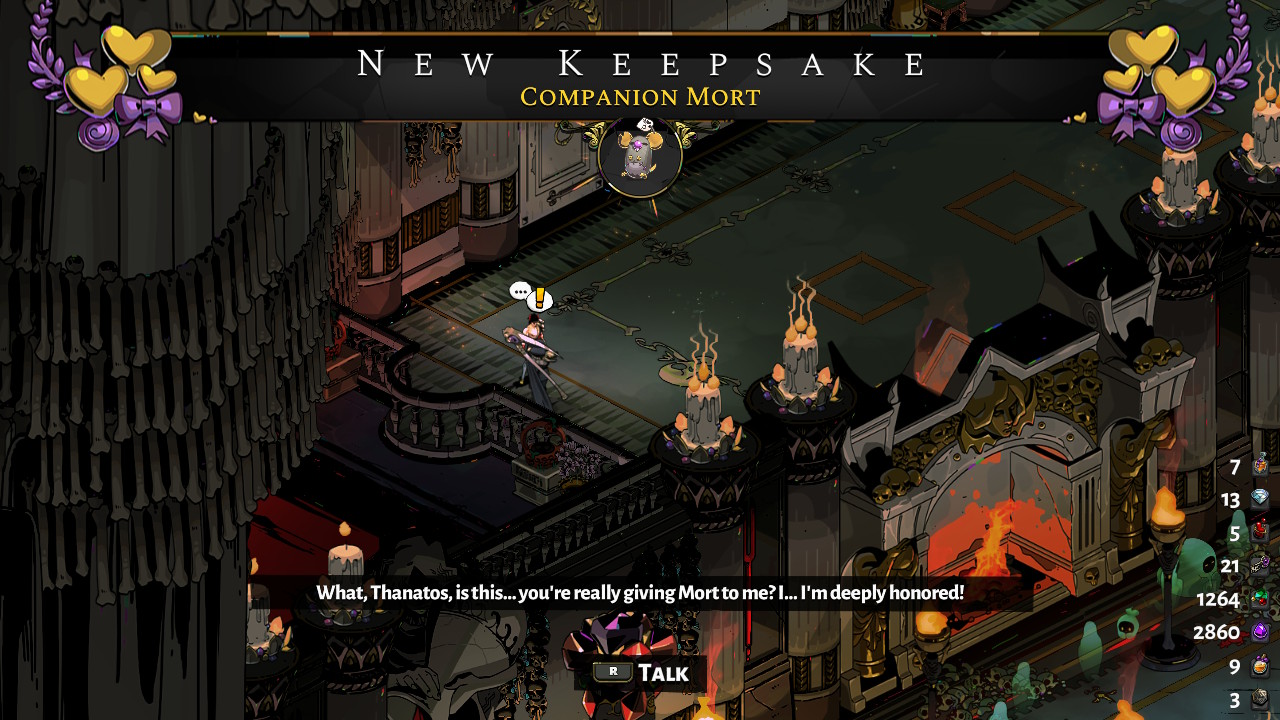 New Keepsake
Companion Mort
7
13
5
21
1264
What, Thanatos, is this... you're really giving Mort to me? I... I'm deeply honored!
2860
9
R Talk
3